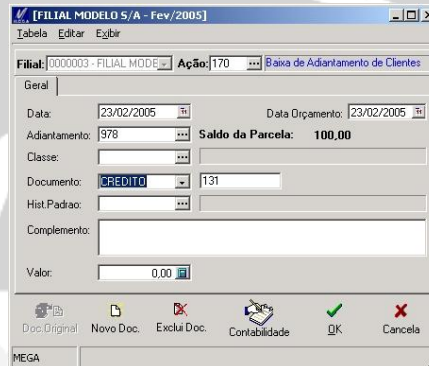 [FILIAL MODELO S/A - Fev/2005]
Tabela Editar Exibir
Filial: 0000003 - FILIAL MODE Ação: 170 ... Baixa de Adiantamento de Clientes
Geral
Data: 23/02/2005 Data Orçamento: 23/02/2005
Adiantamento: 978 ... Saldo da Parcela: 100,00
Classe: ...
Documento: CREDITO 131
Hist.Padrao: ...
Complemento:
Valor: 0,00
Doc.Original Novo Doc. Exclui Doc. Contabilidade OK Cancela
MEGA